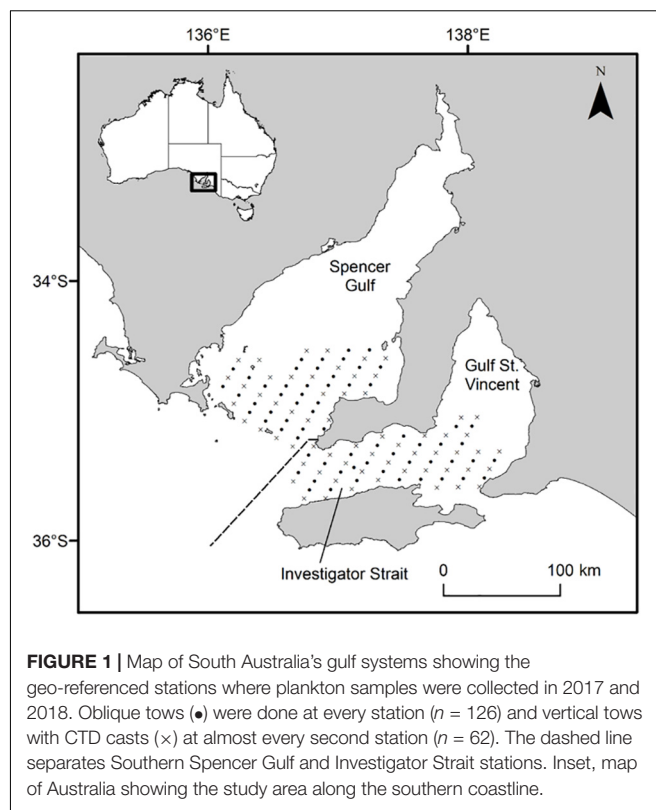 136°E
138°E
N
34°S
Spencer
Gulf
Gulf St.
Vincent
36°S
Investigator Strait
0
100 km
FIGURE 1 | Map of South Australia's gulf systems showing the
geo-referenced stations where plankton samples were collected in 2017 and
2018. Oblique tows (●) were done at every station (n = 126) and vertical tows
with CTD casts (×) at almost every second station (n = 62). The dashed line
separates Southern Spencer Gulf and Investigator Strait stations. Inset, map
of Australia showing the study area along the southern coastline.